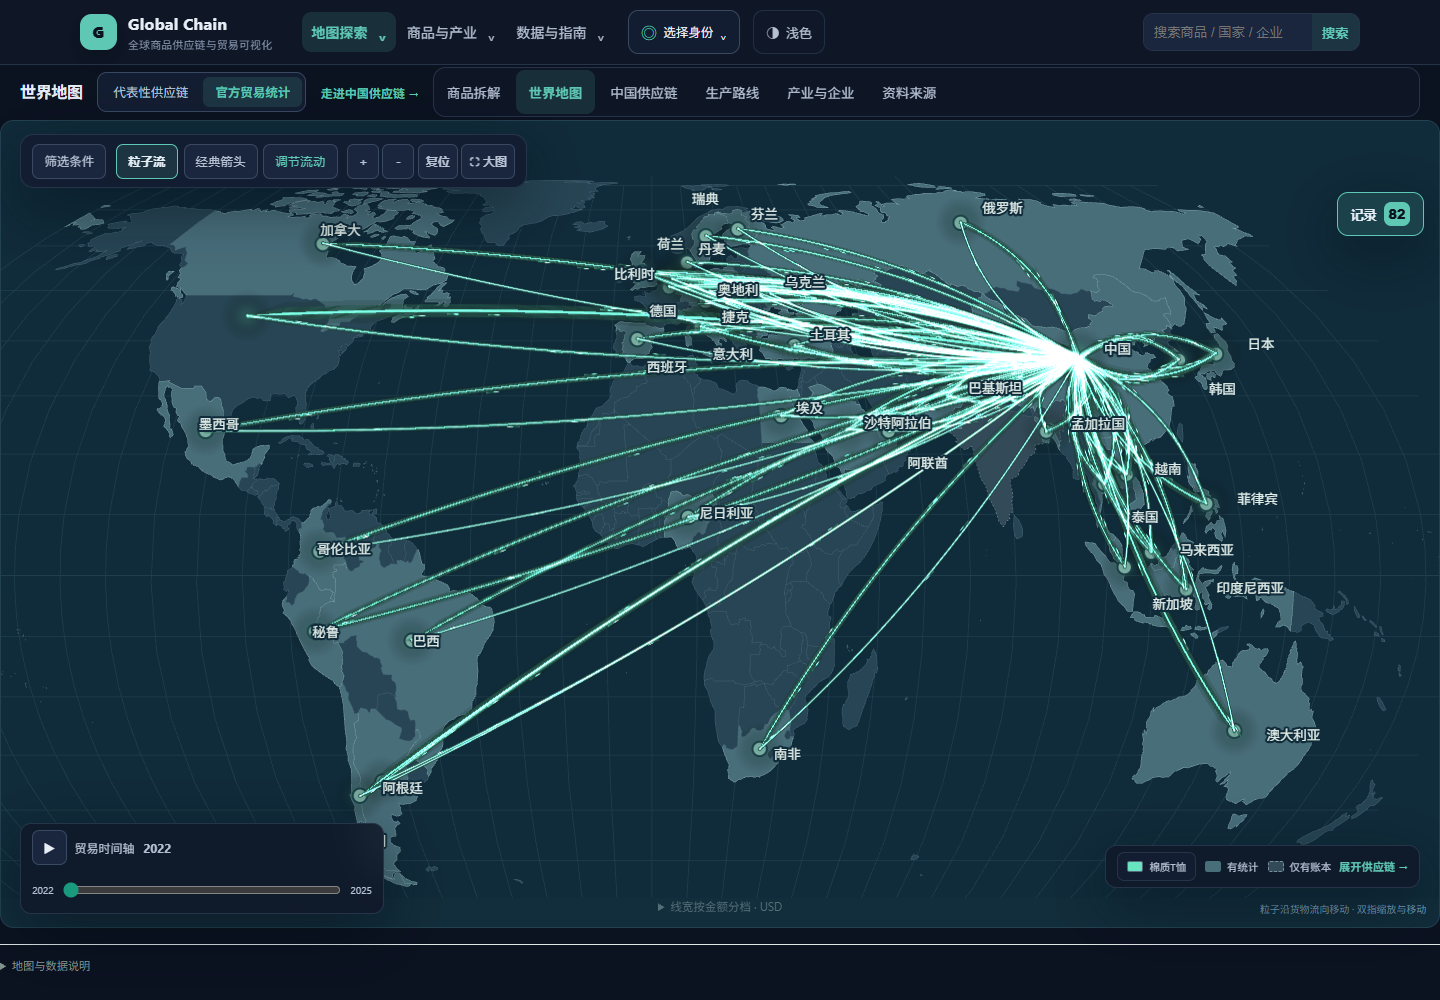 G
Global Chain
全球商品供应链与贸易可视化
地图探索
商品与产业
数据与指南
选择身份
浅色
搜索商品 / 国家 / 企业
搜索
世界地图
代表性供应链
官方贸易统计
走进中国供应链 →
商品拆解
世界地图
中国供应链
生产路线
产业与企业
资料来源
筛选条件
粒子流
经典箭头
调节流动
+
-
复位
大图
记录 82
瑞典
芬兰
俄罗斯
加拿大
荷兰
丹麦
比利时
奥地利
乌克兰
德国
捷克
土耳其
中国
日本
西班牙
意大利
巴基斯坦
韩国
墨西哥
埃及
沙特阿拉伯
孟加拉国
阿联酋
越南
菲律宾
尼日利亚
泰国
哥伦比亚
马来西亚
印度尼西亚
新加坡
秘鲁
巴西
澳大利亚
南非
阿根廷
贸易时间轴 2022
2022
2025
棉质T恤
有统计
仅有账本
展开供应链 →
线宽按金额分档 · USD
粒子沿货物流向移动 · 双指缩放与移动
地图与数据说明